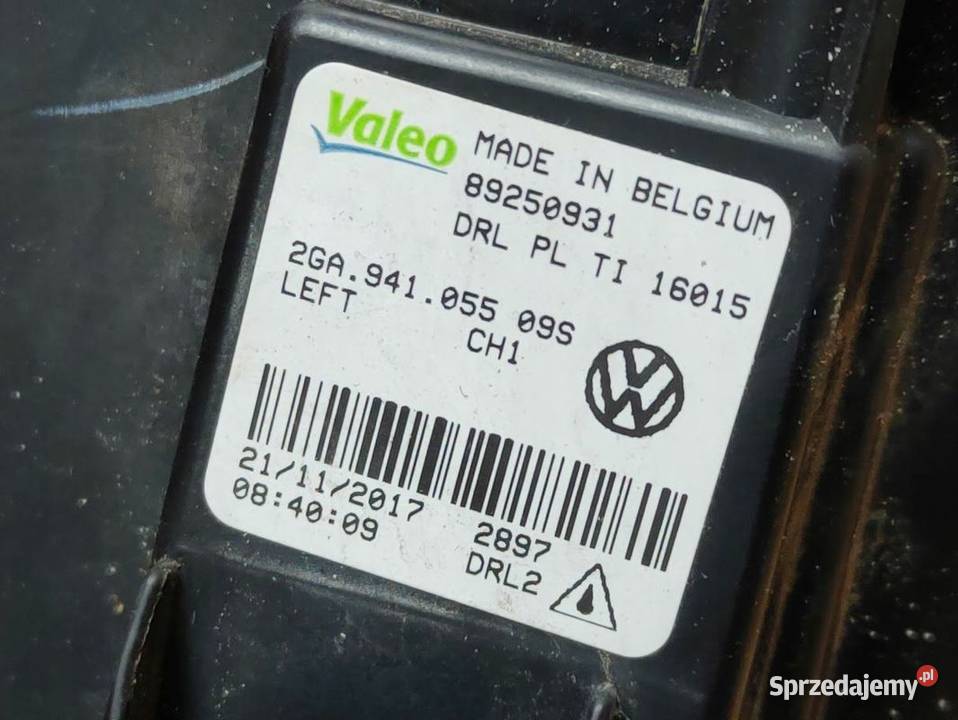 Valeo
MADE IN BELGIUM
89250931
DRL PL TI 16015
2GA.941.055 09S
LEFT
CH1
21/11/2017 2897
08:40:09 DRL2
Sprzedajemy.pl